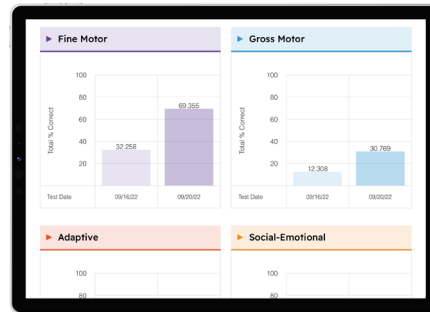 Fine Motor
100
80
60
40
20
Total % Correct
32.258
69.355
Test Date
09/16/22
09/20/22
Gross Motor
100
80
60
40
20
Total % Correct
12.308
30.769
Test Date
09/16/22
09/20/22
Adaptive
100
80
Social-Emotional
100
80